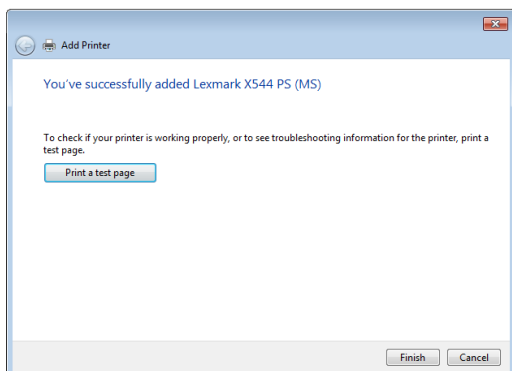 Add Printer
You've successfully added Lexmark X544 PS (MS)
To check if your printer is working properly, or to see troubleshooting information for the printer, print a
test page.
Print a test page
Finish Cancel